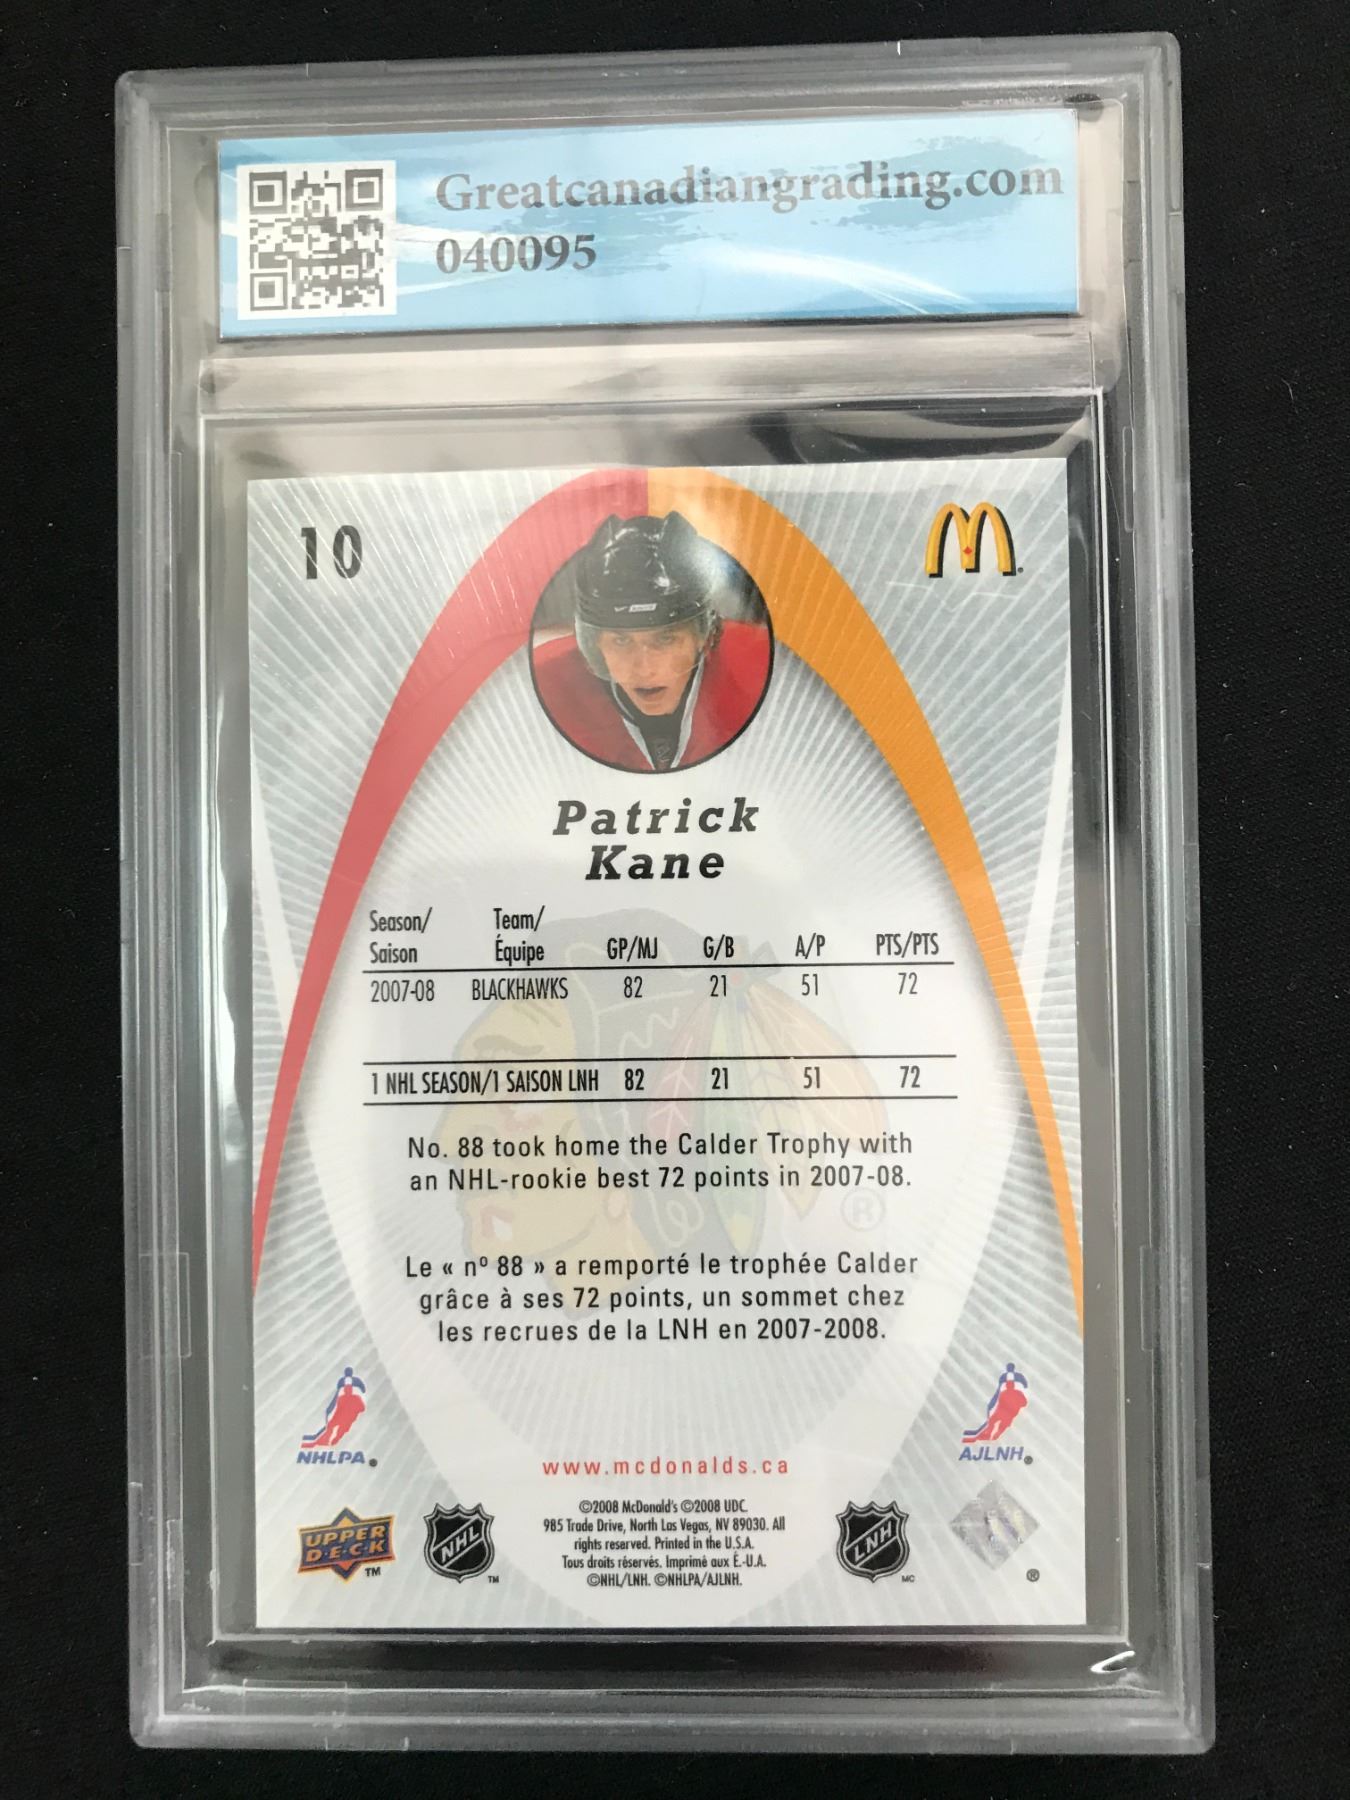 Greatcanadiangrading.com
040095
10
M
Patrick
Kane
Season/ Team/
Saison Équipe GP/MJ G/B A/P PTS/PTS
2007-08 BLACKHAWKS 82 21 51 72
1 NHL SEASON/1 SAISON LNH 82 21 51 72
No. 88 took home the Calder Trophy with
an NHL-rookie best 72 points in 2007-08.
®
Le « nº 88 » a remporté le trophée Calder
grâce à ses 72 points, un sommet chez
les recrues de la LNH en 2007-2008.
NHLPA®
AJLNH®
www.mcdonalds.ca
UPPER
D·E·C·K
TM
NHL
TM
©2008 McDonald's ©2008 UDC.
985 Trade Drive, North Las Vegas, NV 89030. All
rights reserved. Printed in the U.S.A.
Tous droits réservés. Imprimé aux É.-U.A.
©NHL/LNH. ©NHLPA/AJLNH.
LNH
MC
®